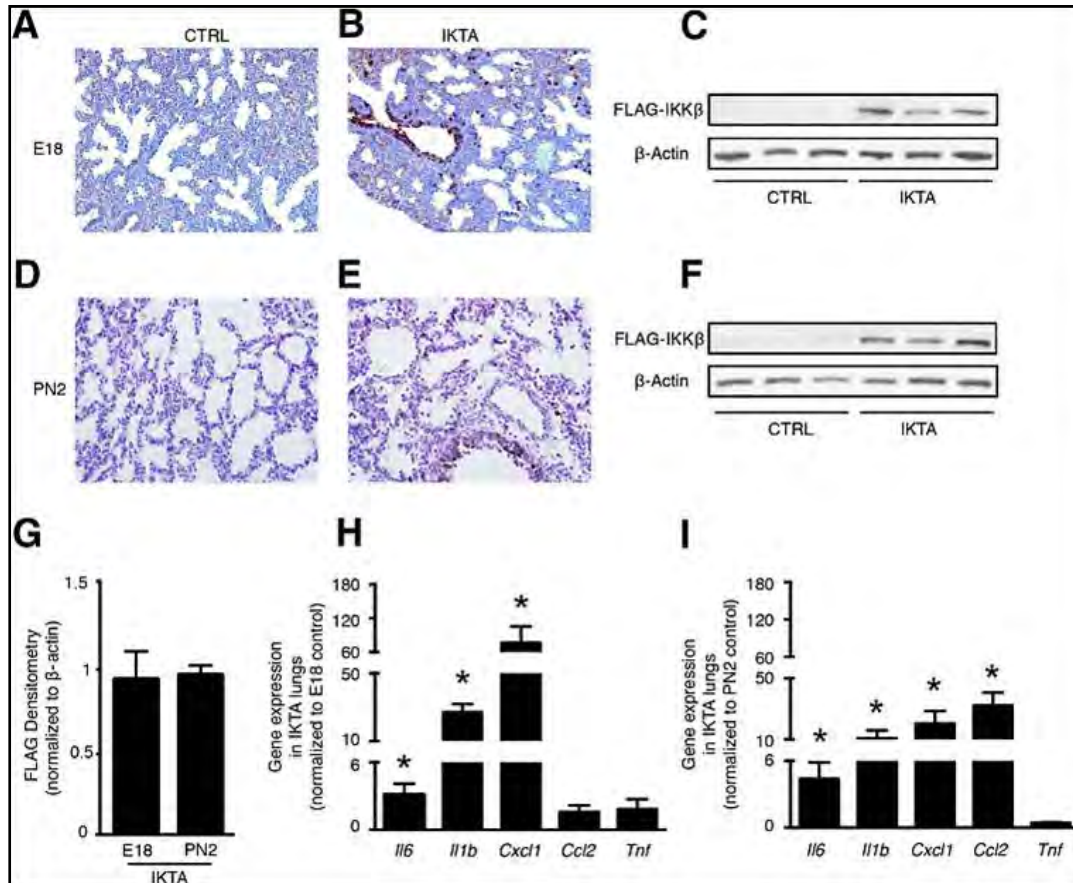 A
CTRL
B
IKTA
C
E18
FLAG-IKKβ
β-Actin
CTRL
IKTA
D
E
F
PN2
FLAG-IKKβ
β-Actin
CTRL
IKTA
G
FLAG Densitometry
(normalized to β-actin)
1.5
1
0.5
0
E18
PN2
IKTA
H
Gene expression
in IKTA lungs
(normalized to E18 control)
180
120
60
50
10
6
0
*
*
*
Il6
Il1b
Cxcl1
Ccl2
Tnf
I
Gene expression
in IKTA lungs
(normalized to PN2 control)
180
120
60
50
10
6
0
*
*
*
*
Il6
Il1b
Cxcl1
Ccl2
Tnf